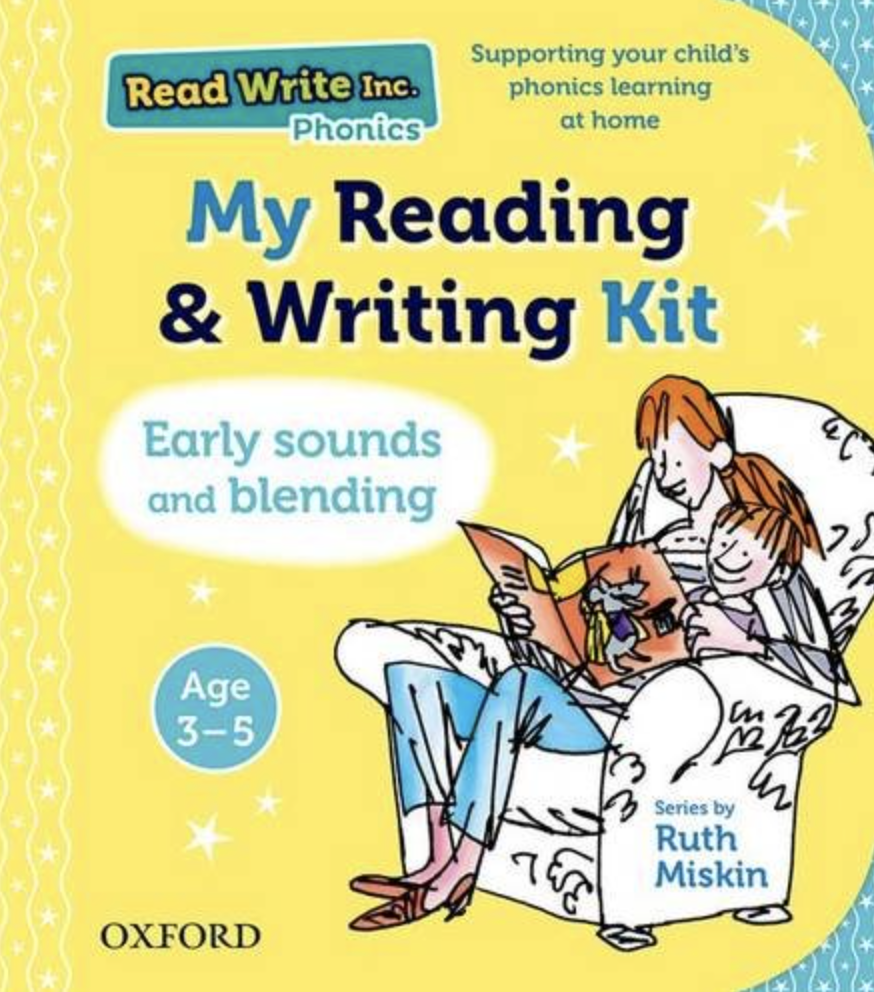 Read Write Inc.
Phonics
Supporting your child's
phonics learning
at home
My Reading
& Writing Kit
Early sounds
and blending
Age
3–5
Series by
Ruth
Miskin
OXFORD